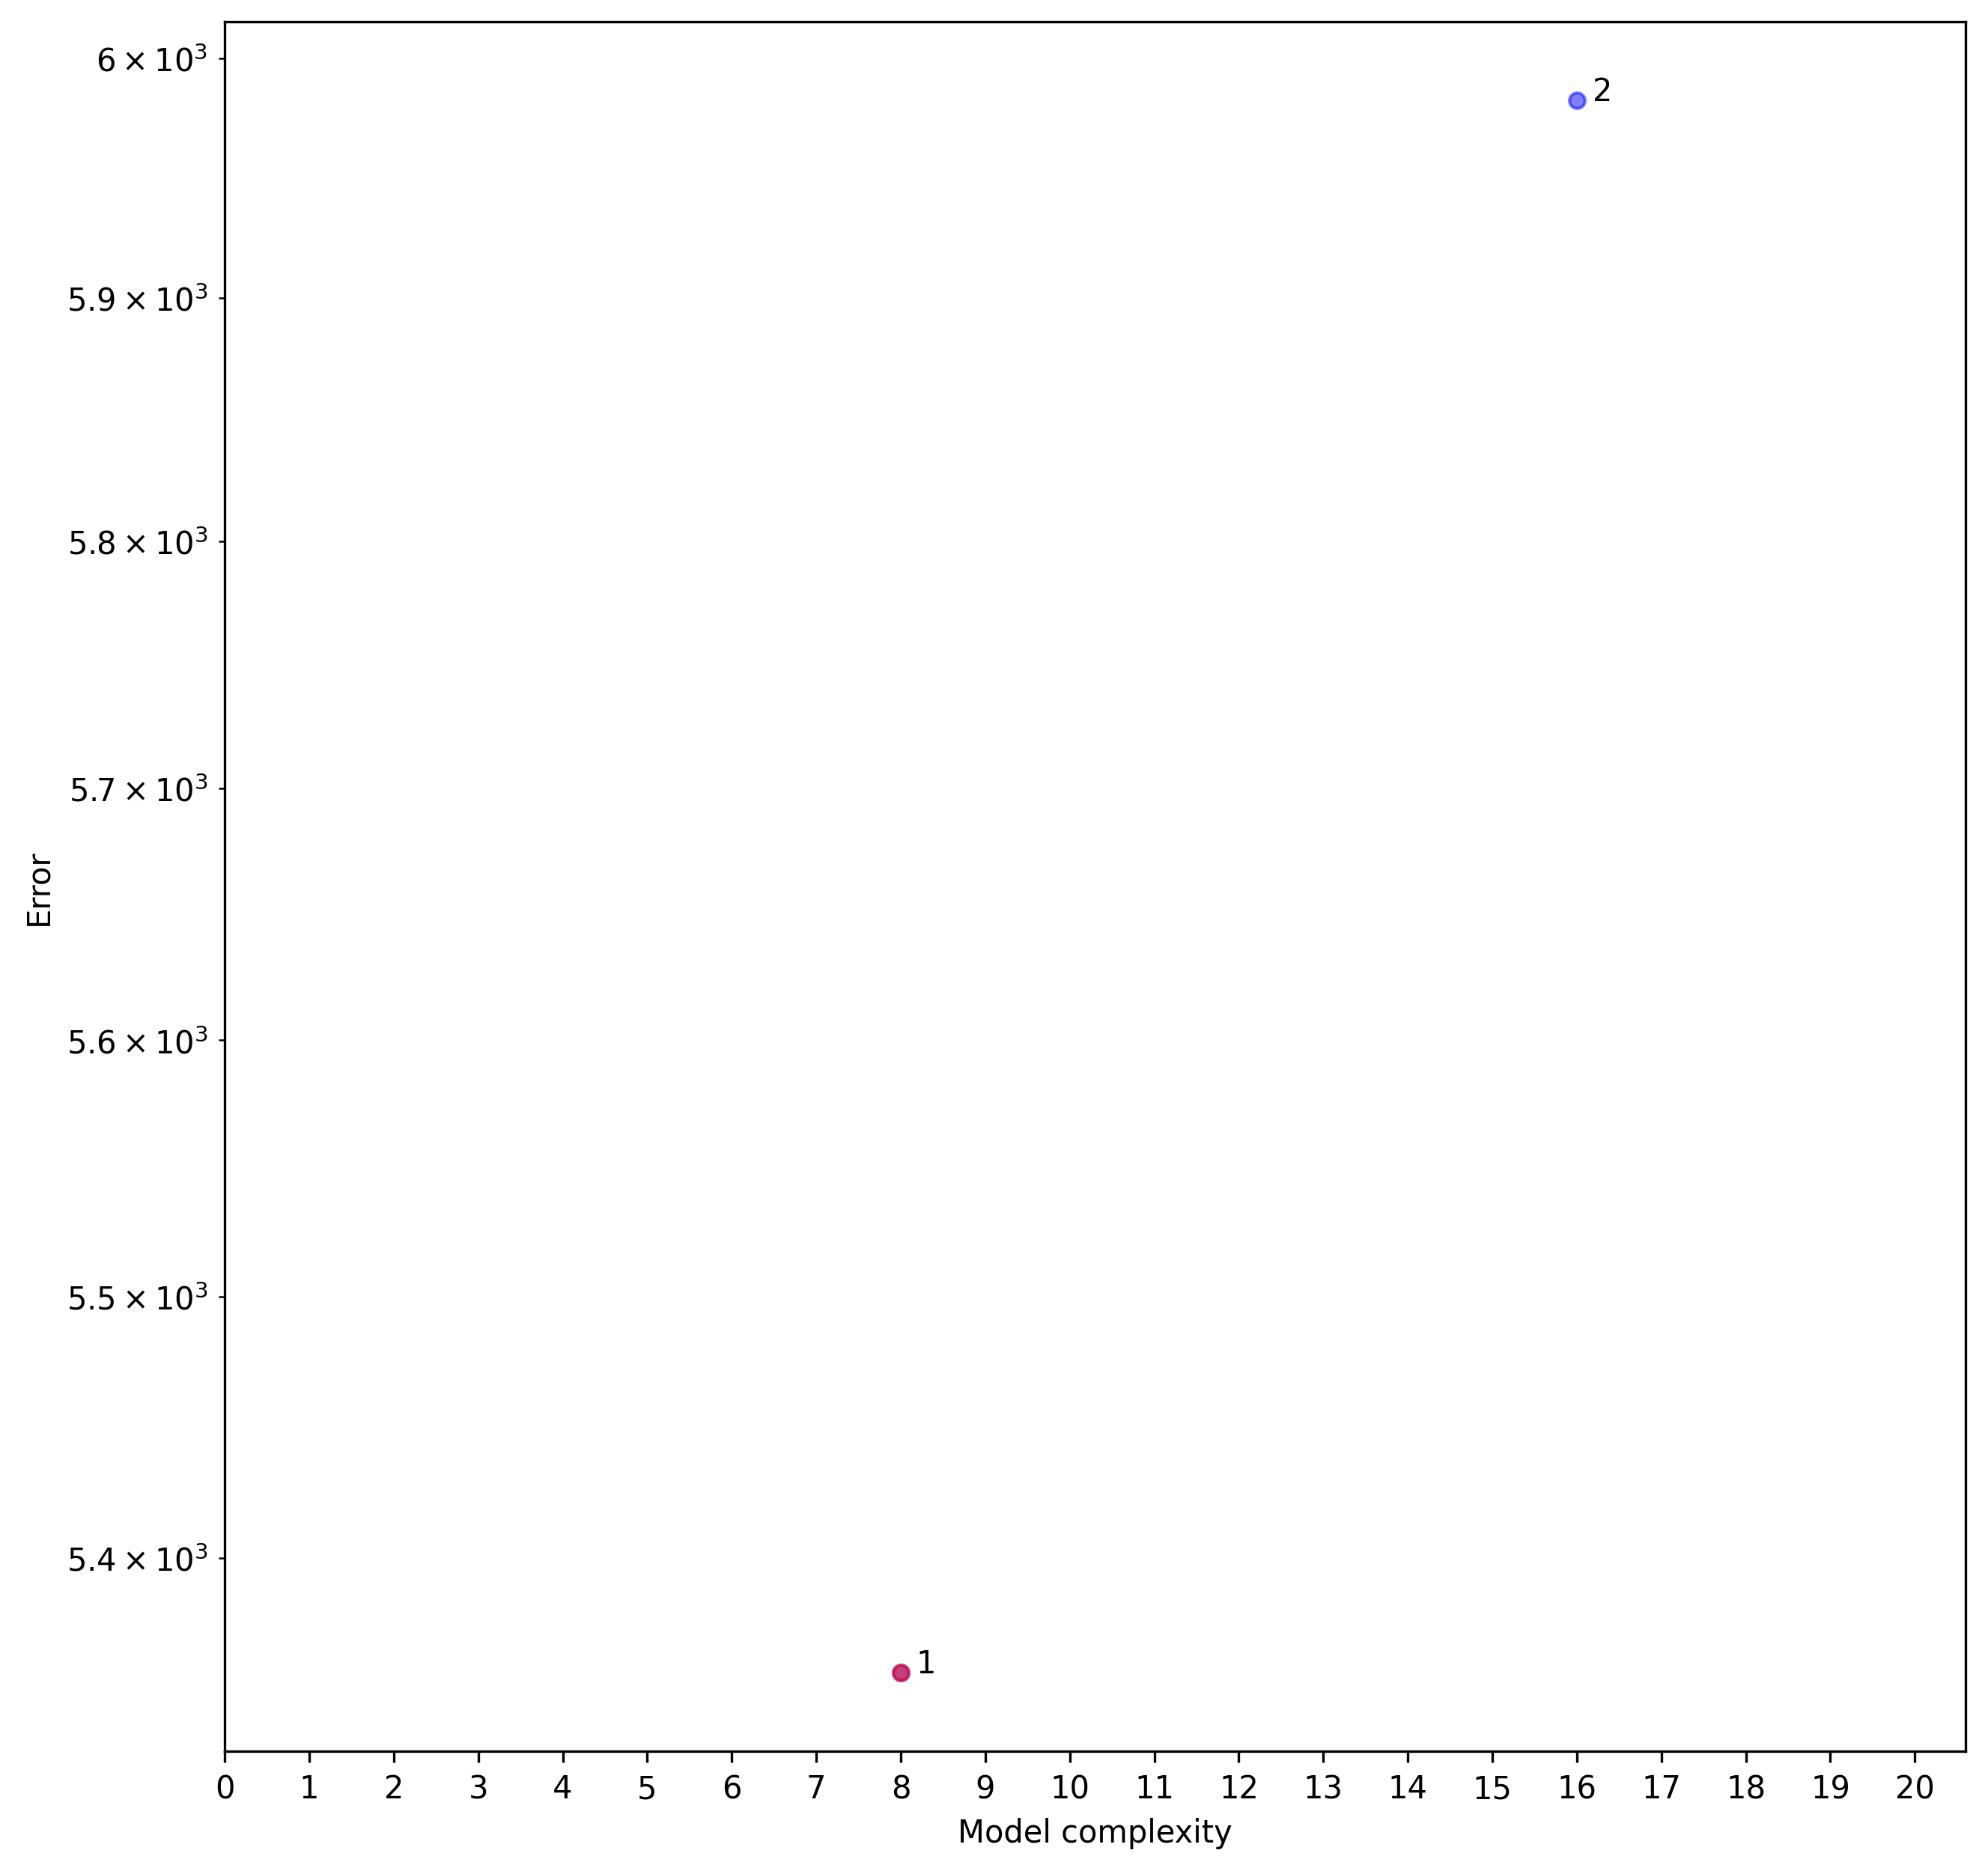 6 × 10³
2
5.9 × 10³
5.8 × 10³
5.7 × 10³
5.6 × 10³
5.5 × 10³
5.4 × 10³
1
Error
0 1 2 3 4 5 6 7 8 9 10 11 12 13 14 15 16 17 18 19 20
Model complexity